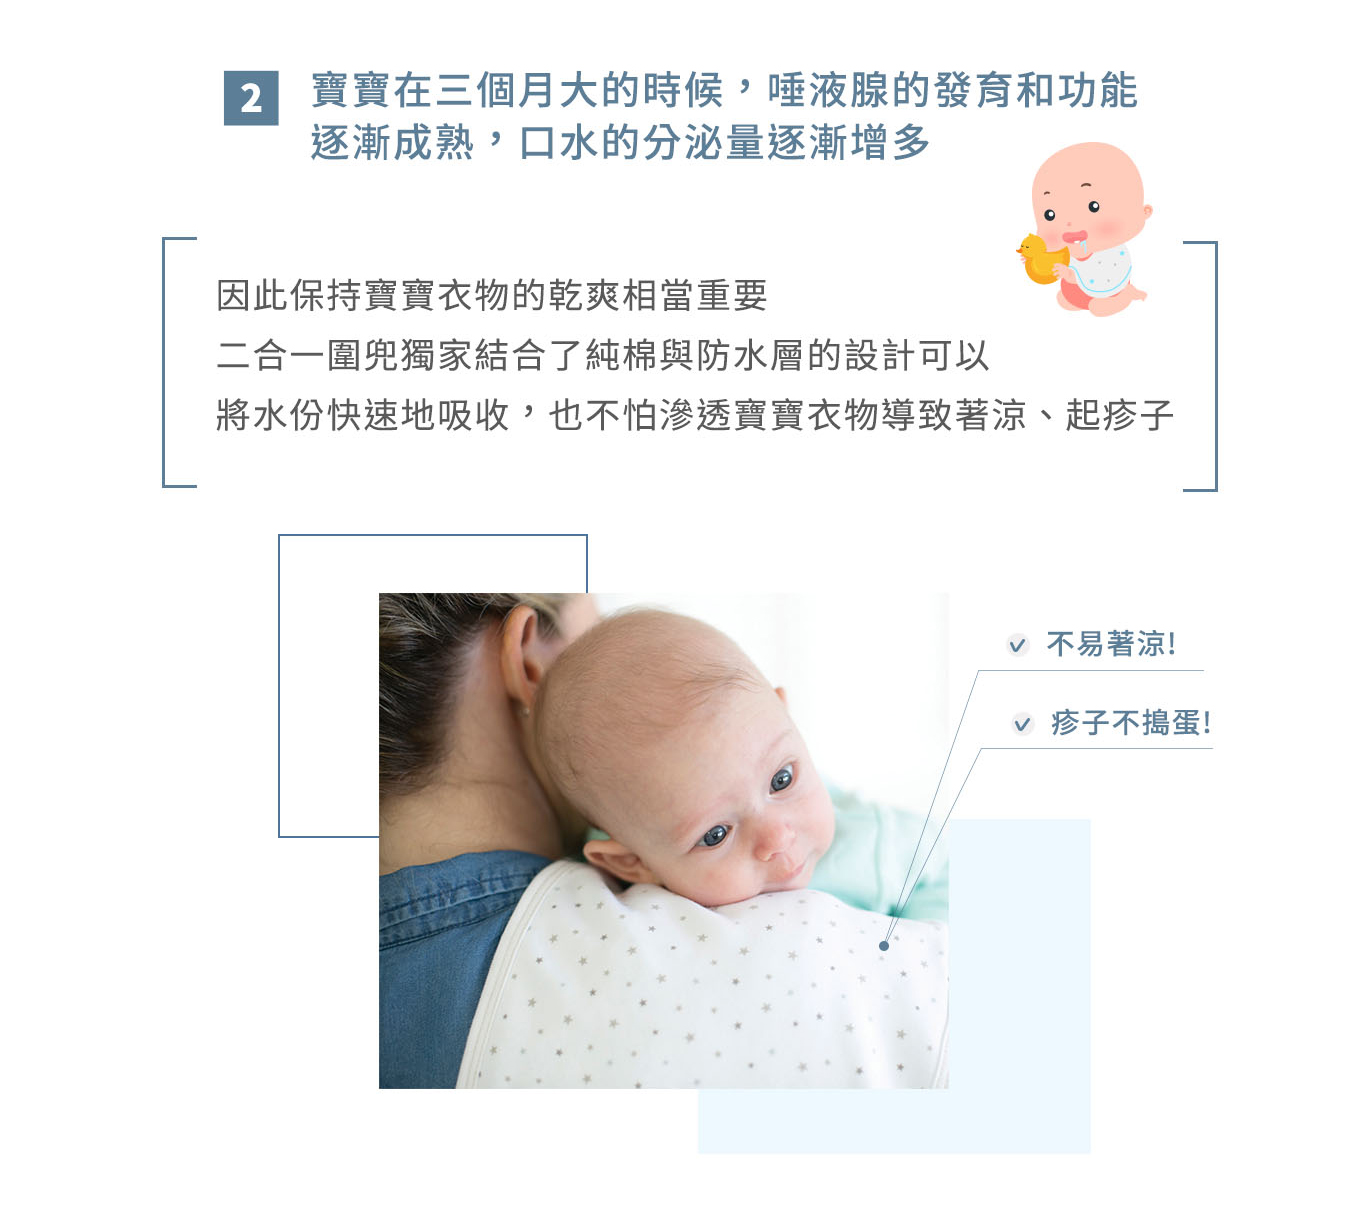 2
寶寶在三個月大的時候，唾液腺的發育和功能
逐漸成熟，口水的分泌量逐漸增多
因此保持寶寶衣物的乾爽相當重要
二合一圍兜獨家結合了純棉與防水層的設計可以
將水份快速地吸收，也不怕滲透寶寶衣物導致著涼、起疹子
不易著涼!
疹子不搗蛋!